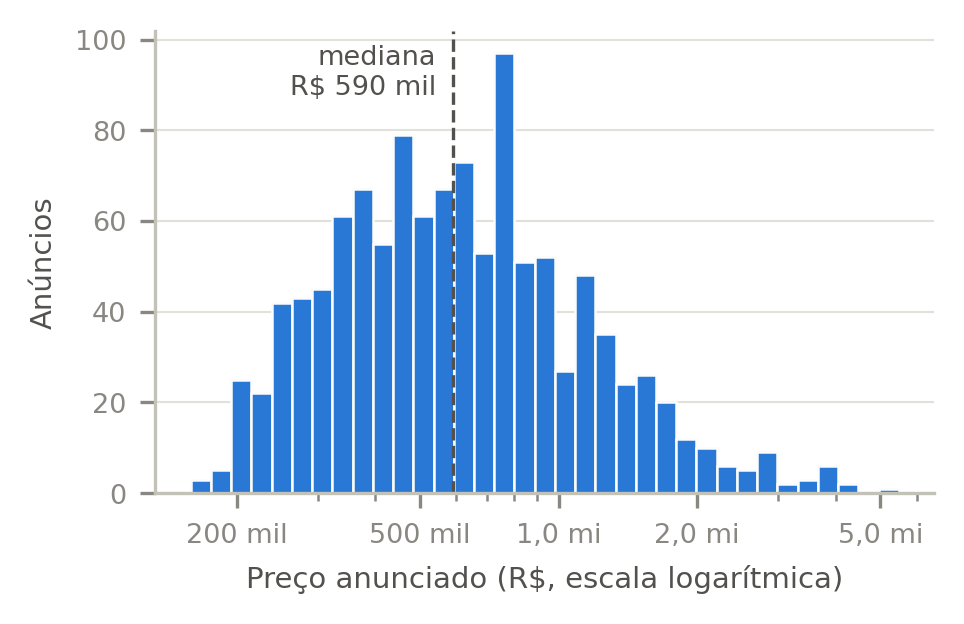 100
80
60
40
20
0
Anúncios
mediana
R$ 590 mil
200 mil
500 mil
1,0 mi
2,0 mi
5,0 mi
Preço anunciado (R$, escala logarítmica)